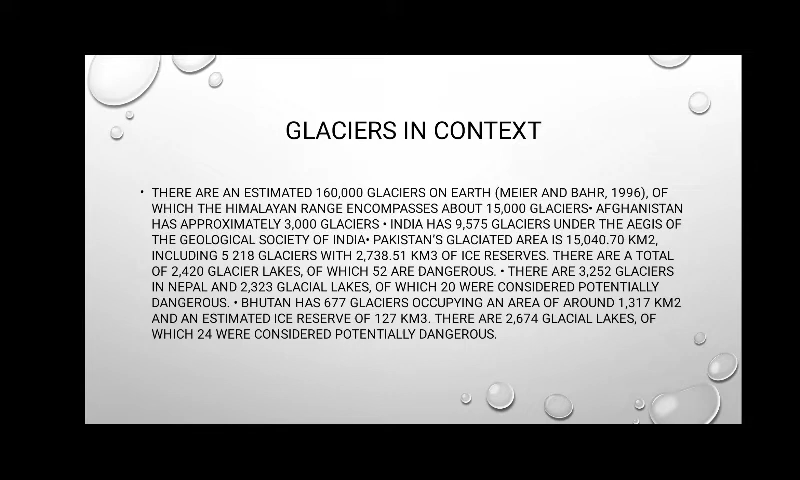 GLACIERS IN CONTEXT
• THERE ARE AN ESTIMATED 160,000 GLACIERS ON EARTH (MEIER AND BAHR, 1996), OF
WHICH THE HIMALAYAN RANGE ENCOMPASSES ABOUT 15,000 GLACIERS• AFGHANISTAN
HAS APPROXIMATELY 3,000 GLACIERS • INDIA HAS 9,575 GLACIERS UNDER THE AEGIS OF
THE GEOLOGICAL SOCIETY OF INDIA• PAKISTAN'S GLACIATED AREA IS 15,040.70 KM2,
INCLUDING 5 218 GLACIERS WITH 2,738.51 KM3 OF ICE RESERVES. THERE ARE A TOTAL
OF 2,420 GLACIER LAKES, OF WHICH 52 ARE DANGEROUS. • THERE ARE 3,252 GLACIERS
IN NEPAL AND 2,323 GLACIAL LAKES, OF WHICH 20 WERE CONSIDERED POTENTIALLY
DANGEROUS. • BHUTAN HAS 677 GLACIERS OCCUPYING AN AREA OF AROUND 1,317 KM2
AND AN ESTIMATED ICE RESERVE OF 127 KM3. THERE ARE 2,674 GLACIAL LAKES, OF
WHICH 24 WERE CONSIDERED POTENTIALLY DANGEROUS.